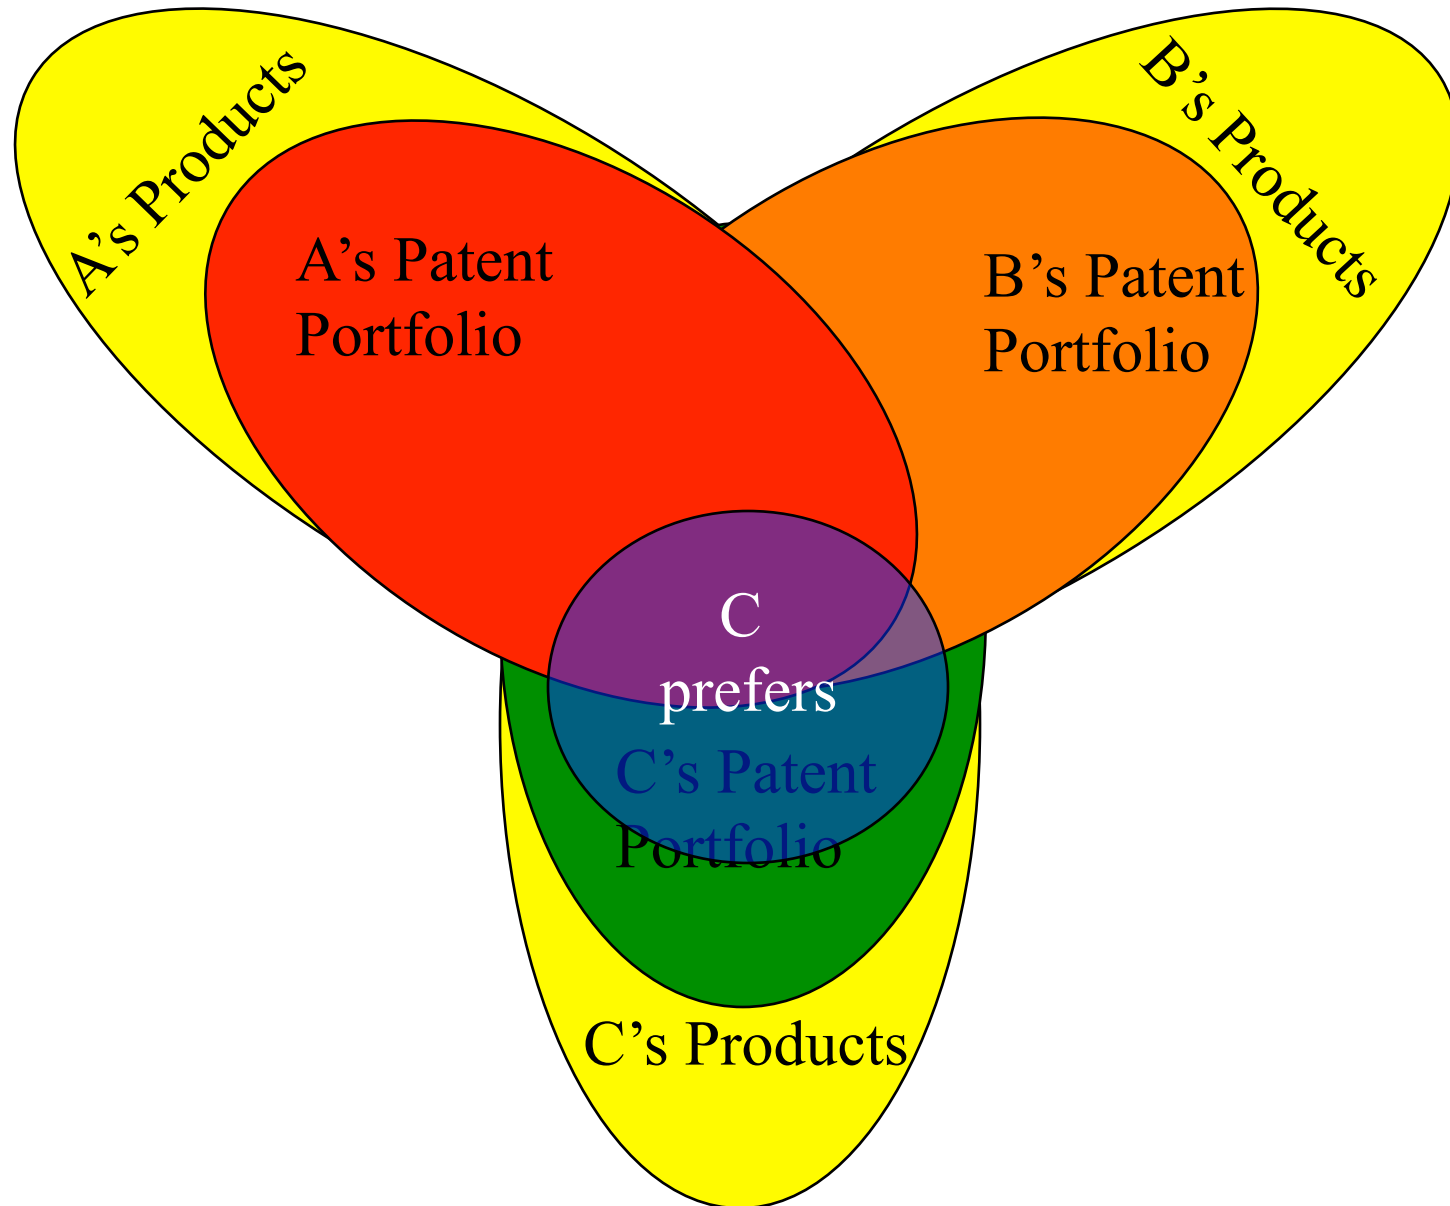 A’s Products
B’s Products
A’s Patent
Portfolio
B’s Patent
Portfolio
C
prefers
C’s Patent
Portfolio
C’s Products